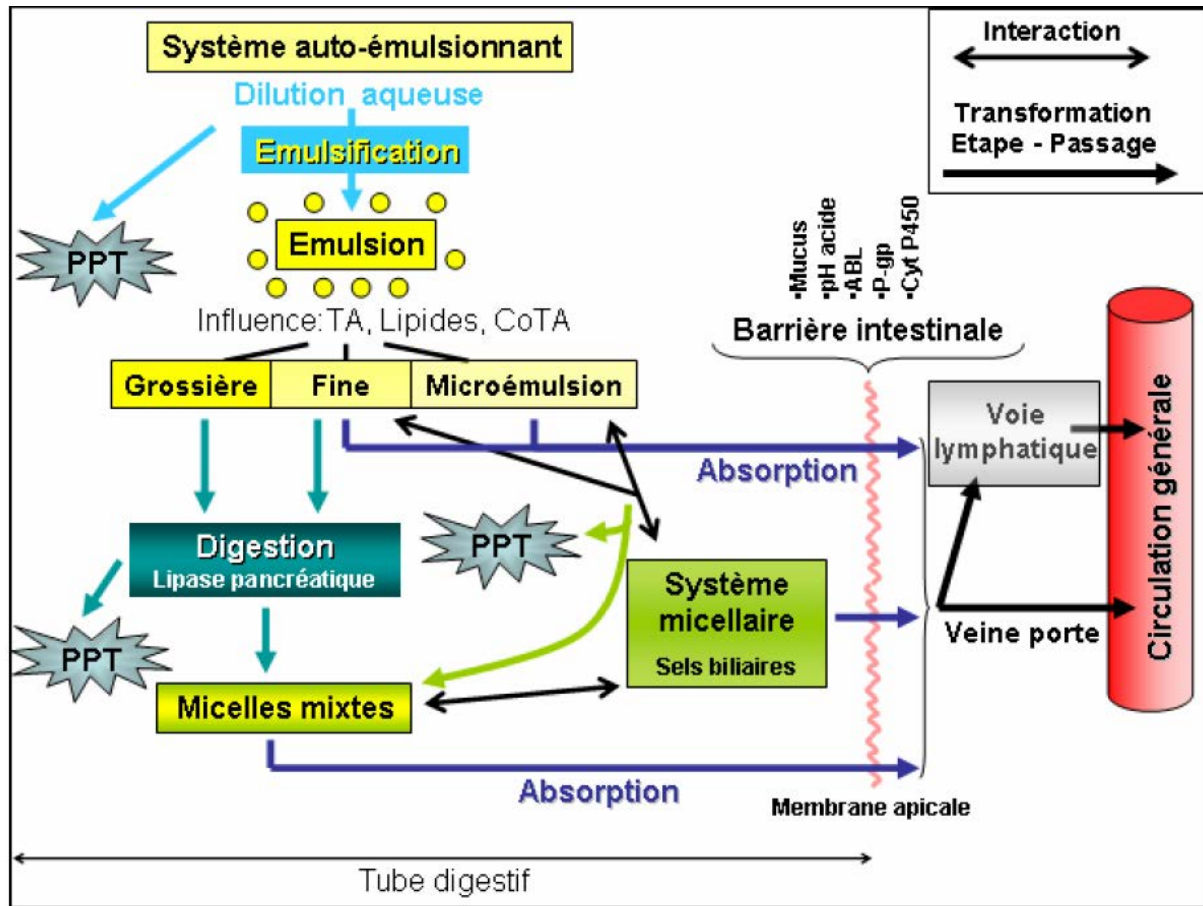 Système auto-émulsionnant
Dilution aqueuse
Emulsification
PPT
Emulsion
Influence:TA, Lipides, CoTA
Grossière
Fine
Microémulsion
Interaction
Transformation
Etape - Passage
•Mucus
•pH acide
•ABL
•P-gp
•Cyt P450
Barrière intestinale
Absorption
Voie
lymphatique
Circulation générale
Digestion
Lipase pancréatique
PPT
PPT
Système
micellaire
Sels biliaires
Veine porte
Micelles mixtes
Absorption
Membrane apicale
Tube digestif